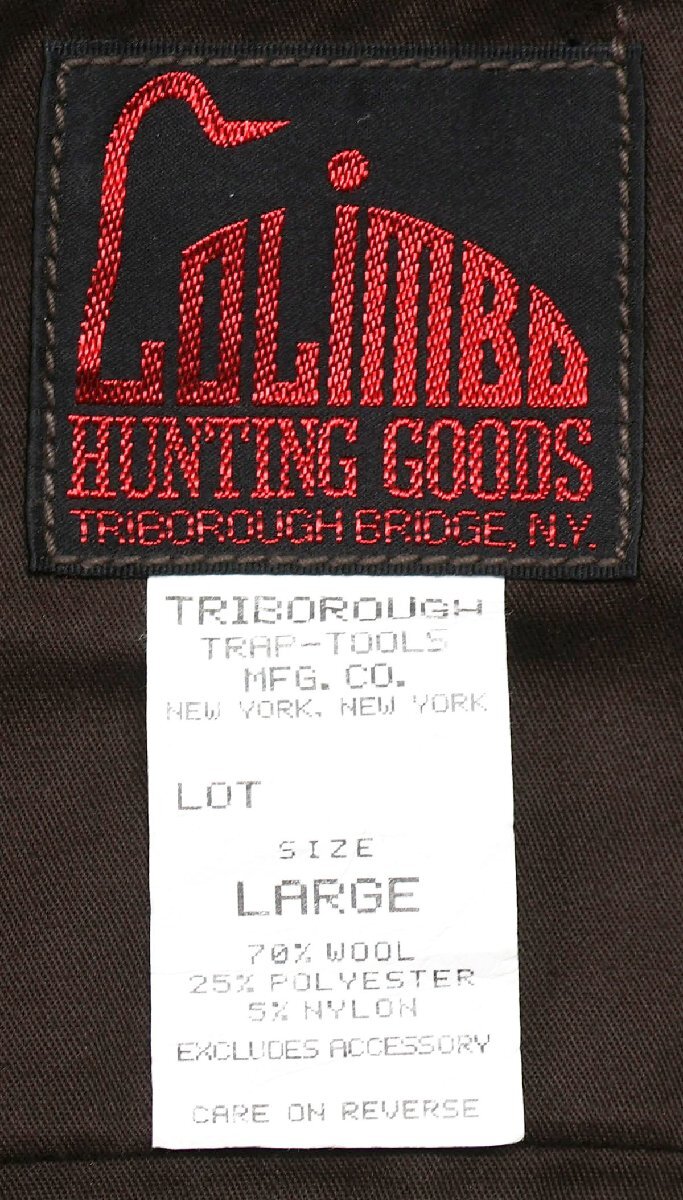 COLiMBO
HUNTING GOODS
TRIBOROUGH BRIDGE, N.Y.
TRIBOROUGH
TRAP-TOOLS
MFG. CO.
NEW YORK, NEW YORK
LOT
SIZE
LARGE
70% WOOL
25% POLYESTER
5% NYLON
EXCLUDES ACCESSORY
CARE ON REVERSE